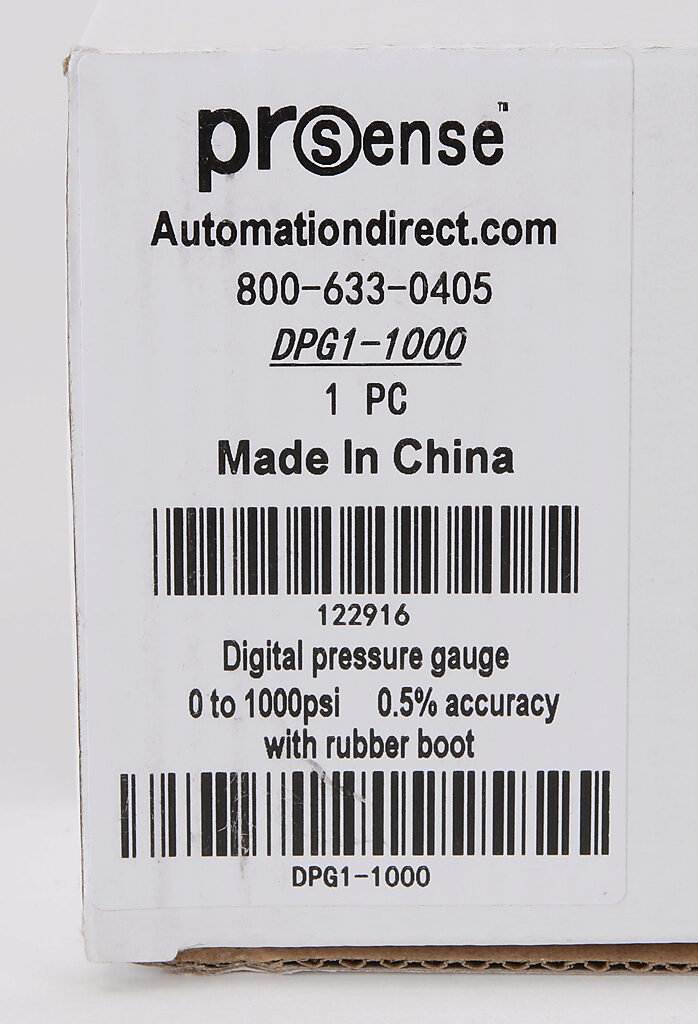 prosense™
Automationdirect.com
800-633-0405
DPG1-1000
1 PC
Made In China
122916
Digital pressure gauge
0 to 1000psi 0.5% accuracy
with rubber boot
DPG1-1000